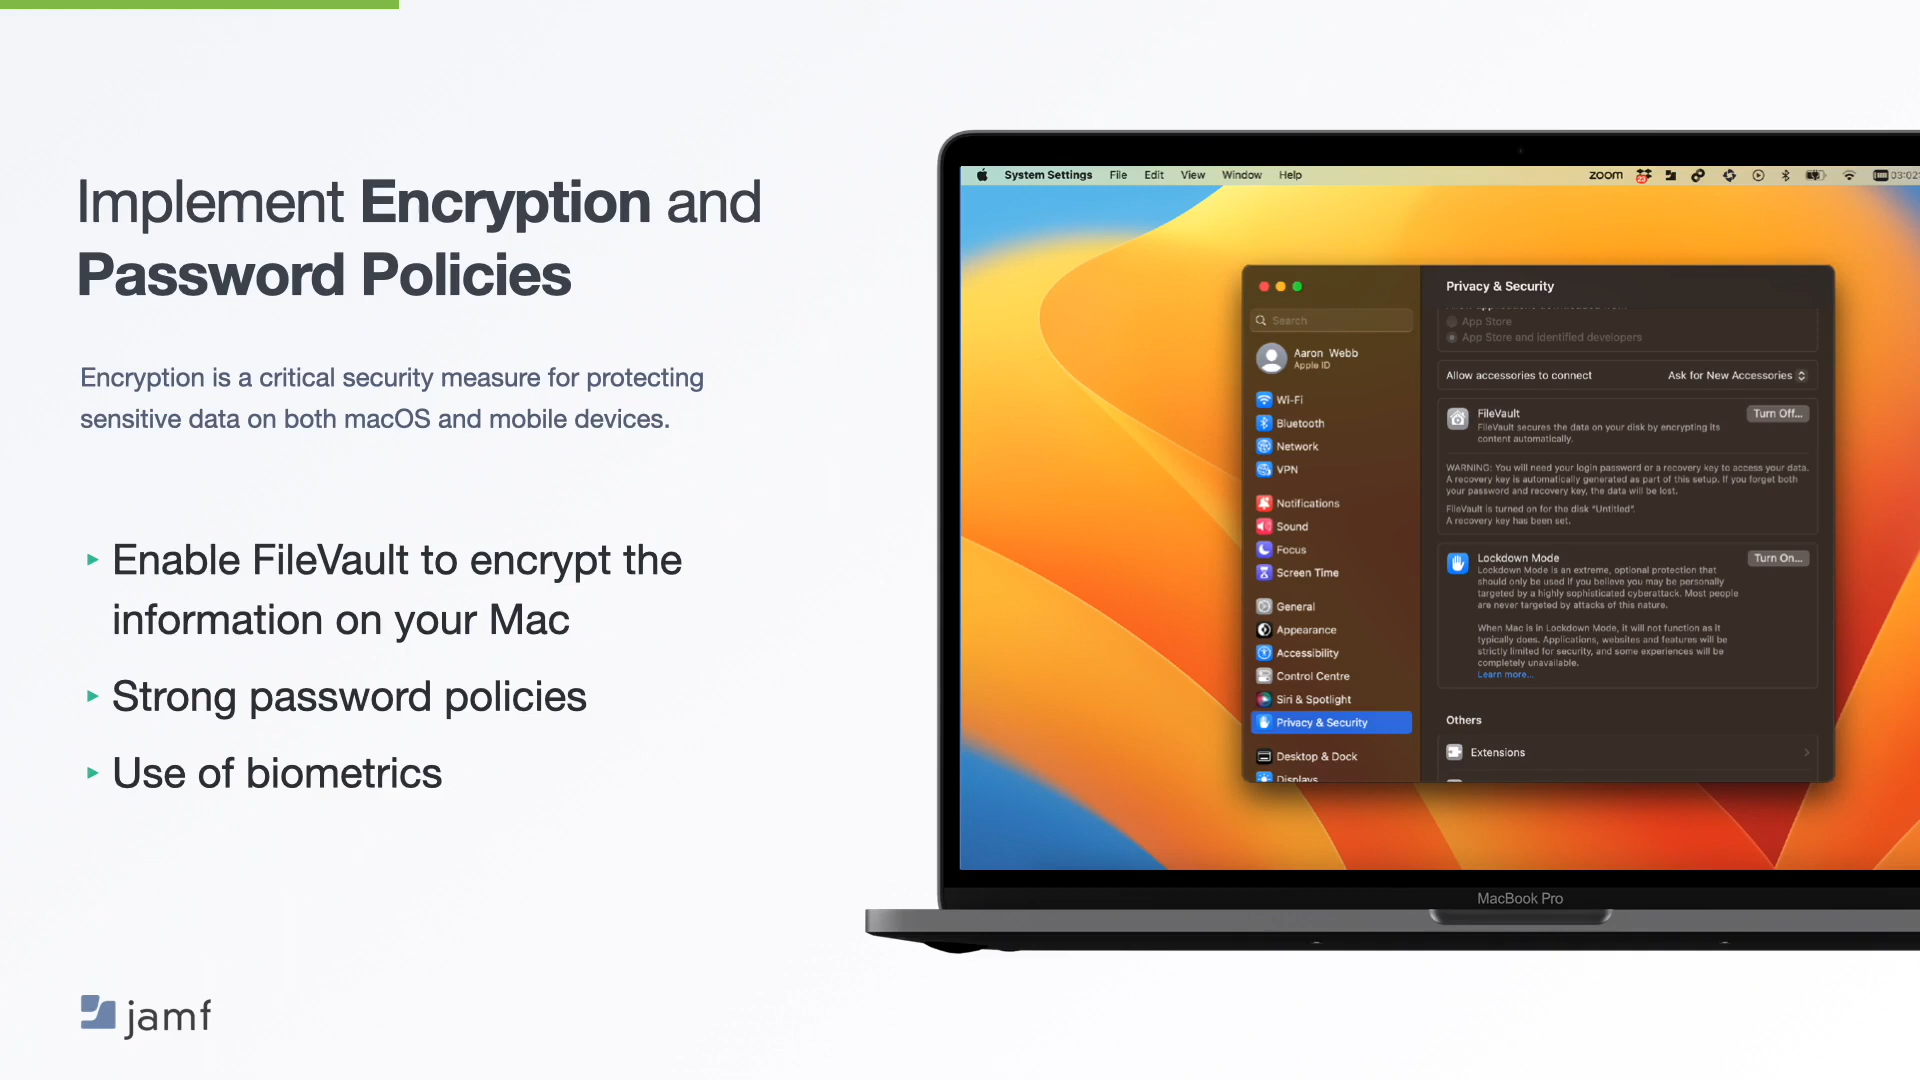 Implement Encryption and
Password Policies
Encryption is a critical security measure for protecting
sensitive data on both macOS and mobile devices.
Enable FileVault to encrypt the
information on your Mac
Strong password policies
Use of biometrics
jamf
System Settings File Edit View Window Help zoom 03:02
Search
Aaron Webb
Apple ID
Wi-Fi
Bluetooth
Network
VPN
Notifications
Sound
Focus
Screen Time
General
Appearance
Accessibility
Control Centre
Siri & Spotlight
Privacy & Security
Desktop & Dock
Displays
Privacy & Security
App Store
App Store and identified developers
Allow accessories to connect Ask for New Accessories
FileVault Turn Off...
FileVault secures the data on your disk by encrypting its
content automatically.
WARNING: You will need your login password or a recovery key to access your data.
A recovery key is automatically generated as part of this setup. If you forget both
your password and recovery key, the data will be lost.
FileVault is turned on for the disk “Untitled”.
A recovery key has been set.
Lockdown Mode Turn On...
Lockdown Mode is an extreme, optional protection that
should only be used if you believe you may be personally
targeted by a highly sophisticated cyberattack. Most people
are never targeted by attacks of this nature.
When Mac is in Lockdown Mode, it will not function as it
typically does. Applications, websites and features will be
strictly limited for security, and some experiences will be
completely unavailable.
Learn more...
Others
Extensions
MacBook Pro